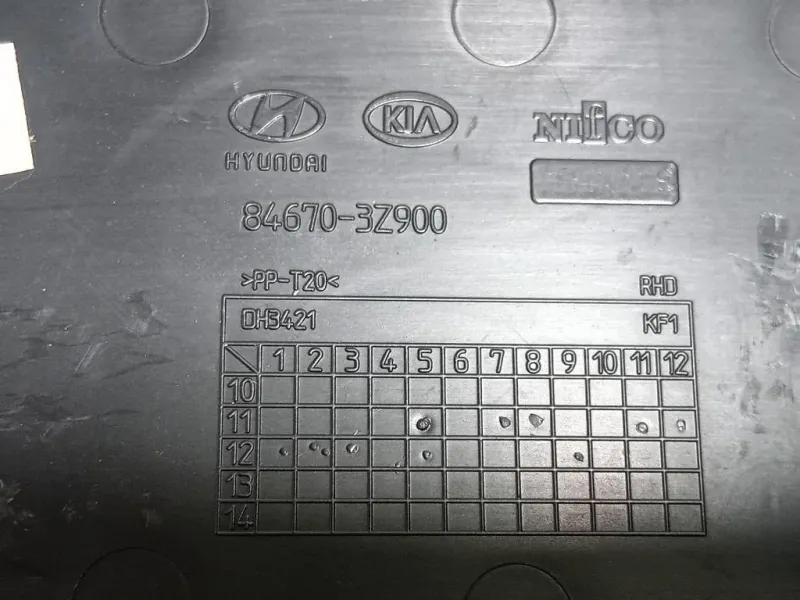 KIA NIfCO
HYUNDAI
84670-3Z900
>PP-T20< RHD
DH3421 KF1
1 2 3 4 5 6 7 8 9 10 11 12
10
11
12
13
14